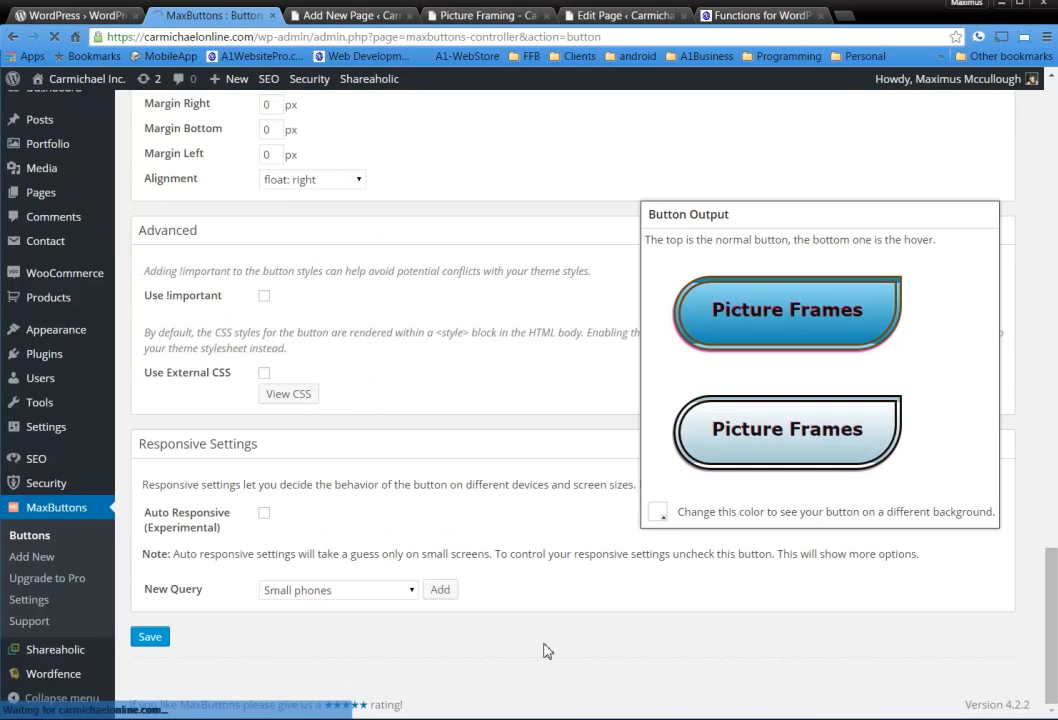 Maximus
WordPress › WordPr
MaxButtons : Button
Add New Page ‹ Carr
Picture Framing - Ca
Edit Page ‹ Carmicha
Functions for WordP
https://carmichaelonline.com/wp-admin/admin.php?page=maxbuttons-controller&action=button
Apps
Bookmarks
MobileApp
A1WebsitePro.c...
Web Developm...
A1-WebStore
FFB
Clients
android
A1Business
Programming
Personal
»
Other bookmarks
Carmichael Inc.
2
0
+ New
SEO
Security
Shareaholic
Howdy, Maximus Mccullough
Dashboard
Posts
Portfolio
Media
Pages
Comments
Contact
WooCommerce
Products
Appearance
Plugins
Users
Tools
Settings
SEO
Security
MaxButtons
Buttons
Add New
Upgrade to Pro
Settings
Support
Shareaholic
Wordfence
Collapse menu
Waiting for carmichaelonline.com...
Margin Right
0 px
Margin Bottom
0 px
Margin Left
0 px
Alignment
float: right
Advanced
Adding !important to the button styles can help avoid potential conflicts with your theme styles.
Use !important
By default, the CSS styles for the button are rendered within a <style> block in the HTML body. Enabling th
to
your theme stylesheet instead.
Use External CSS
View CSS
Responsive Settings
Responsive settings let you decide the behavior of the button on different devices and screen sizes.
Auto Responsive
(Experimental)
Note: Auto responsive settings will take a guess only on small screens. To control your responsive settings uncheck this button. This will show more options.
New Query
Small phones
Add
Save
If you like MaxButtons please give us a ★★★★★ rating!
Version 4.2.2
Button Output
The top is the normal button, the bottom one is the hover.
Picture Frames
Picture Frames
Change this color to see your button on a different background.